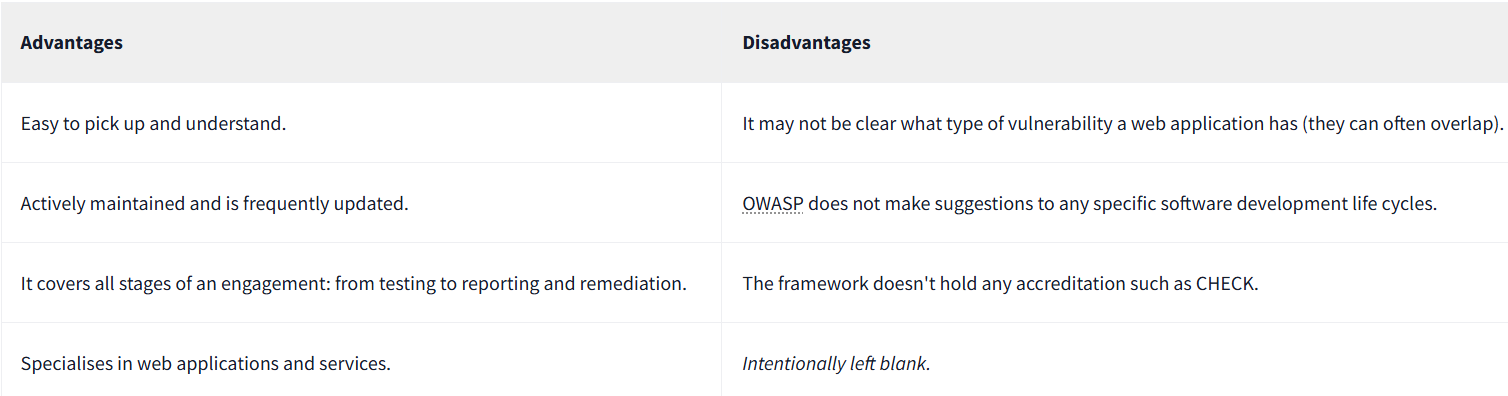 Advantages
Disadvantages
Easy to pick up and understand.
It may not be clear what type of vulnerability a web application has (they can often overlap).
Actively maintained and is frequently updated.
OWASP does not make suggestions to any specific software development life cycles.
It covers all stages of an engagement: from testing to reporting and remediation.
The framework doesn't hold any accreditation such as CHECK.
Specialises in web applications and services.
Intentionally left blank.